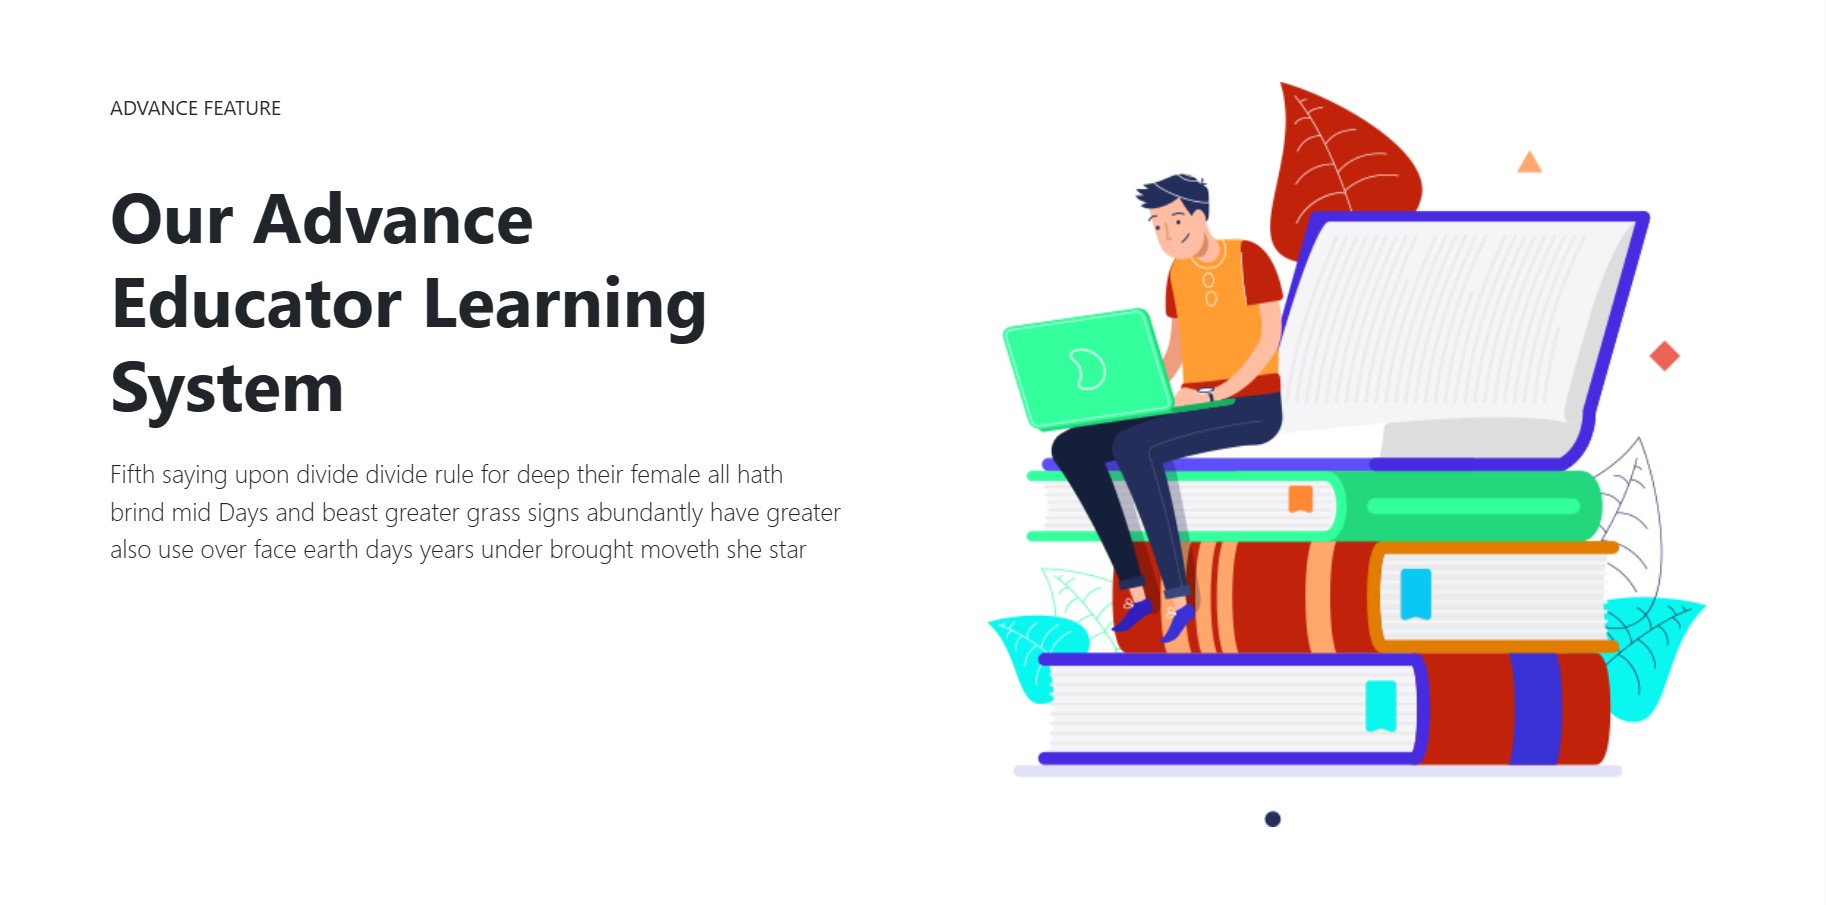 ADVANCE FEATURE
Our Advance
Educator Learning
System
Fifth saying upon divide divide rule for deep their female all hath
brind mid Days and beast greater grass signs abundantly have greater
also use over face earth days years under brought moveth she star